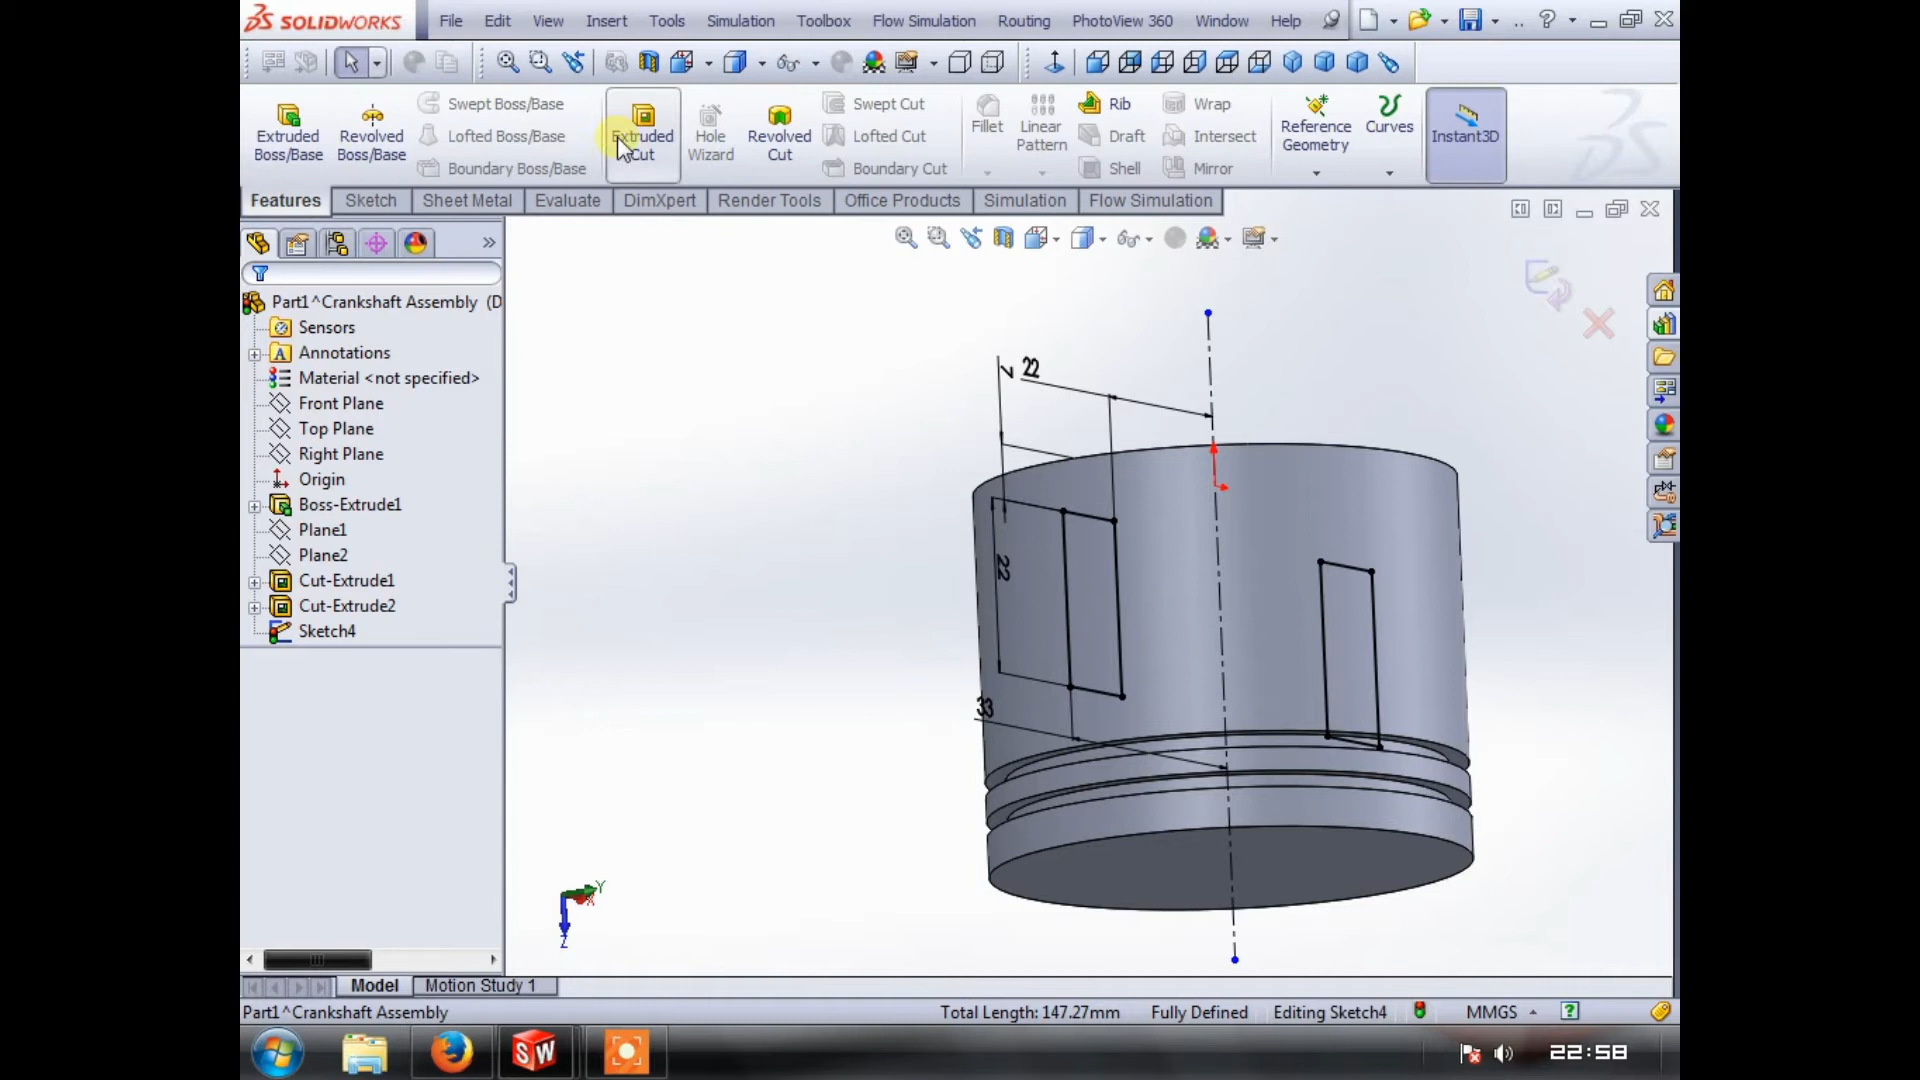 SOLIDWORKS File Edit View Insert Tools Simulation Toolbox Flow Simulation Routing PhotoView 360 Window Help
Extruded Boss/Base
Revolved Boss/Base
Swept Boss/Base
Lofted Boss/Base
Boundary Boss/Base
Extruded Cut
Hole Wizard
Revolved Cut
Swept Cut
Lofted Cut
Boundary Cut
Fillet
Linear Pattern
Rib
Draft
Shell
Wrap
Intersect
Mirror
Reference Geometry
Curves
Instant3D
Features Sketch Sheet Metal Evaluate DimXpert Render Tools Office Products Simulation Flow Simulation
Part1^Crankshaft Assembly (D
Sensors
Annotations
Material <not specified>
Front Plane
Top Plane
Right Plane
Origin
Boss-Extrude1
Plane1
Plane2
Cut-Extrude1
Cut-Extrude2
Sketch4
22
22
33
Y
X
Z
Model Motion Study 1
Part1^Crankshaft Assembly Total Length: 147.27mm Fully Defined Editing Sketch4 MMGS
SW
22:58